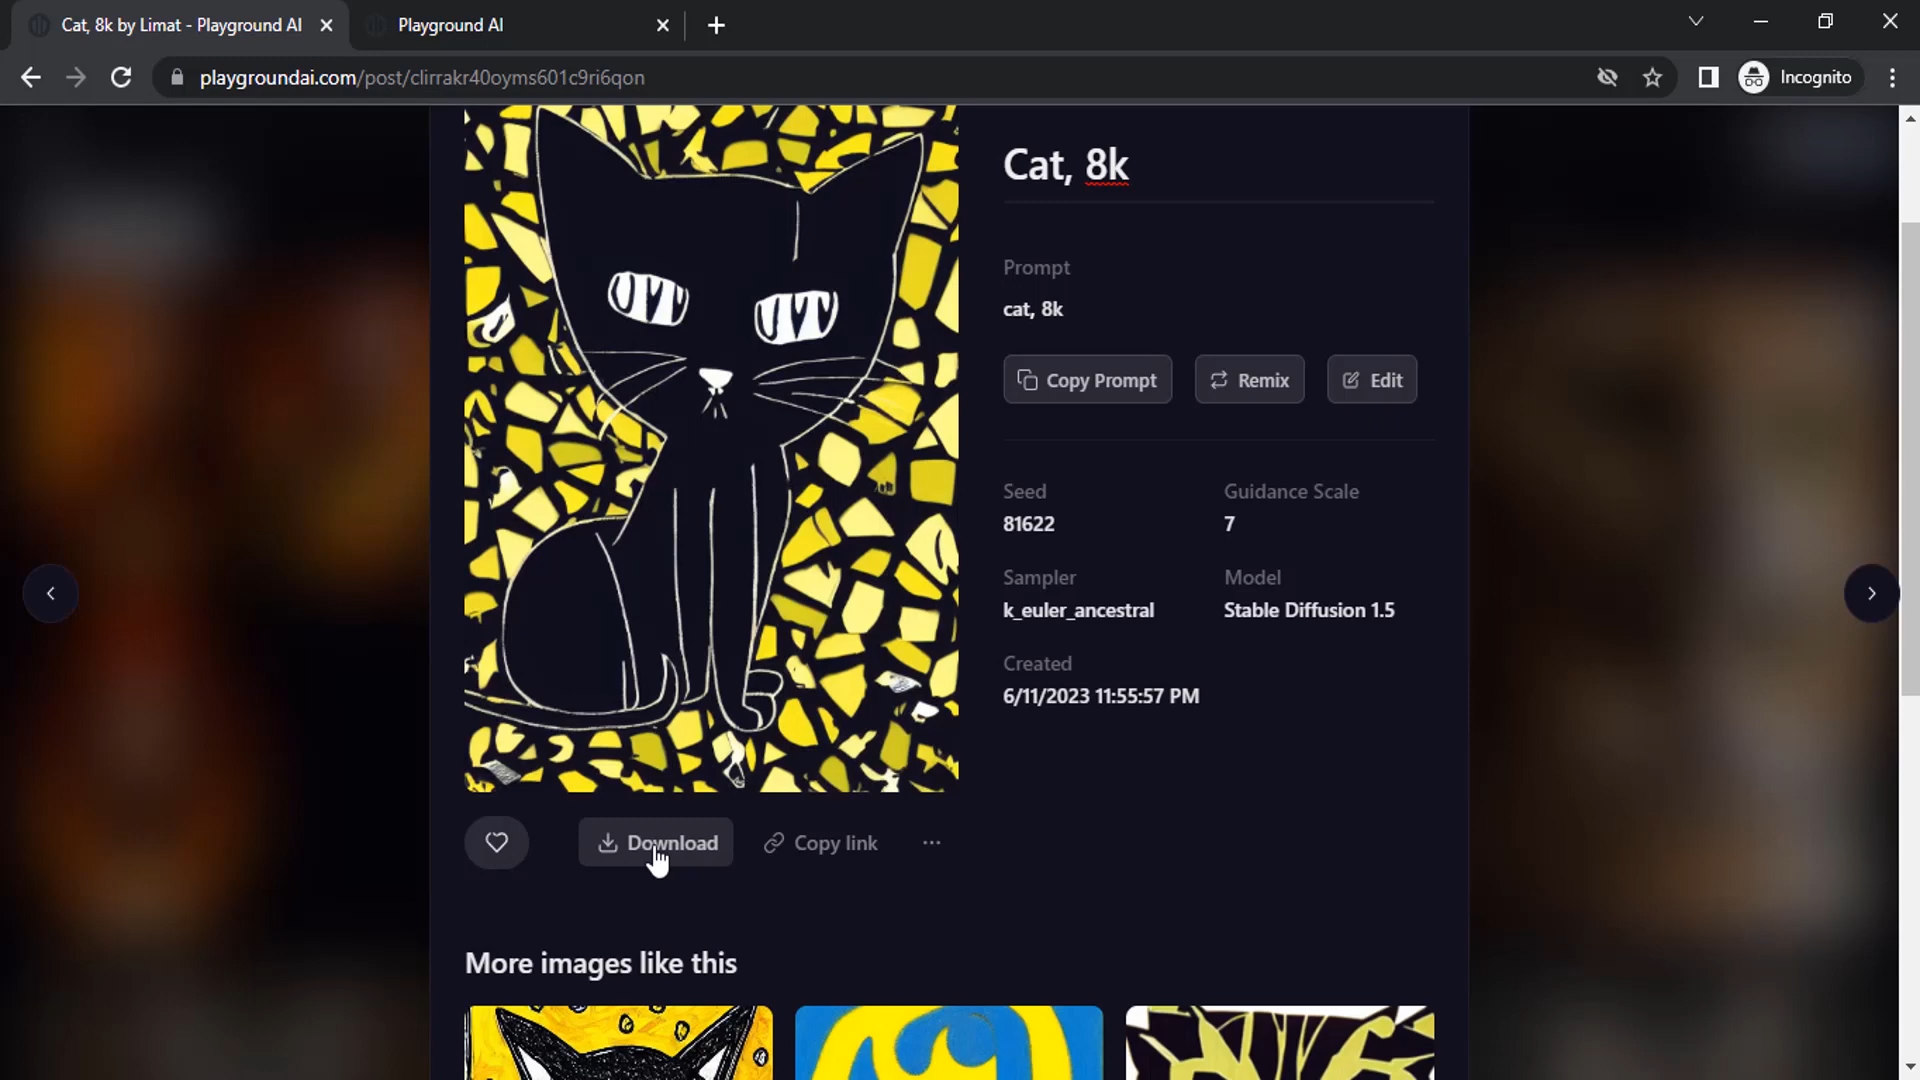 Cat, 8k by Limat - Playground AI
Playground AI
playgroundai.com/post/clirrakr40oyms601c9ri6qon
Incognito
Cat, 8k
Prompt
cat, 8k
Copy Prompt
Remix
Edit
Seed
Guidance Scale
81622
7
Sampler
Model
k_euler_ancestral
Stable Diffusion 1.5
Created
6/11/2023 11:55:57 PM
Download
Copy link
More images like this